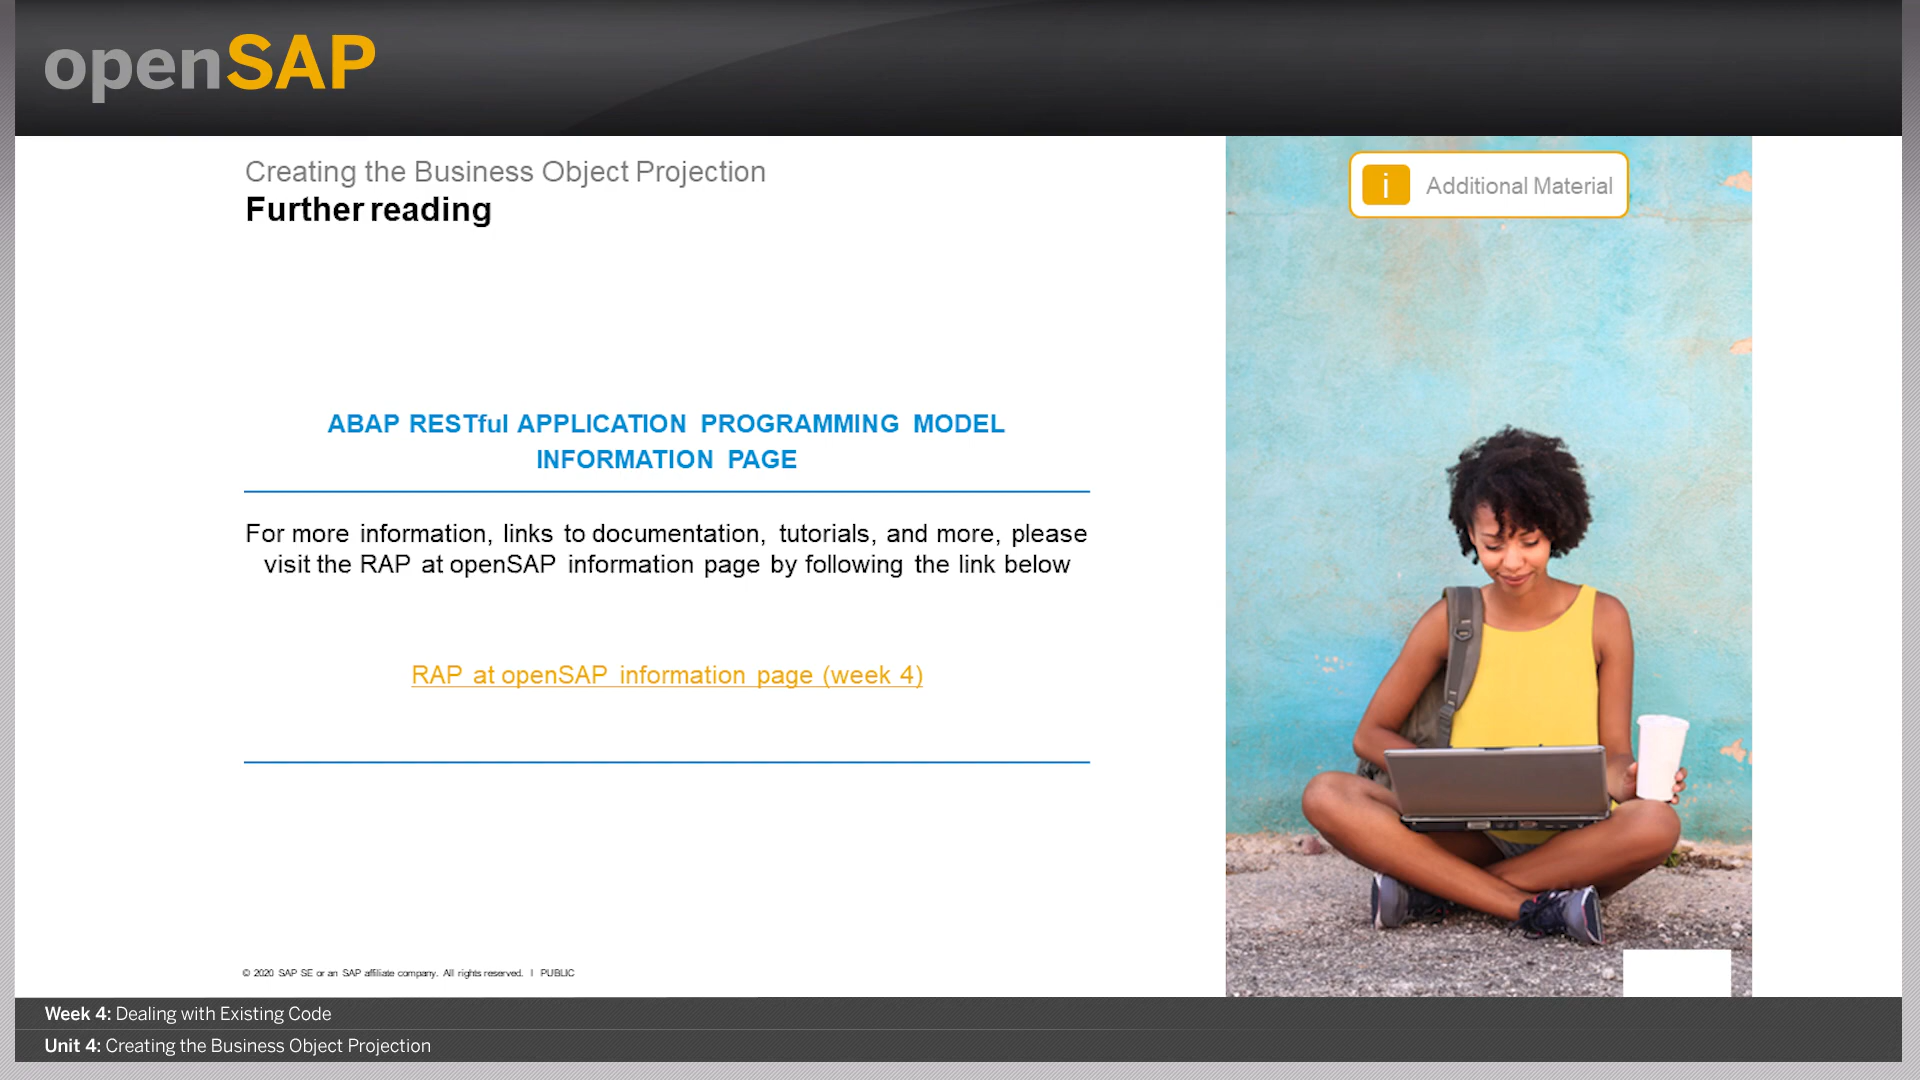 openSAP
Creating the Business Object Projection
Further reading
i Additional Material
ABAP RESTful APPLICATION PROGRAMMING MODEL
INFORMATION PAGE
For more information, links to documentation, tutorials, and more, please
visit the RAP at openSAP information page by following the link below
RAP at openSAP information page (week 4)
© 2020 SAP SE or an SAP affiliate company. All rights reserved. I PUBLIC
Week 4: Dealing with Existing Code
Unit 4: Creating the Business Object Projection